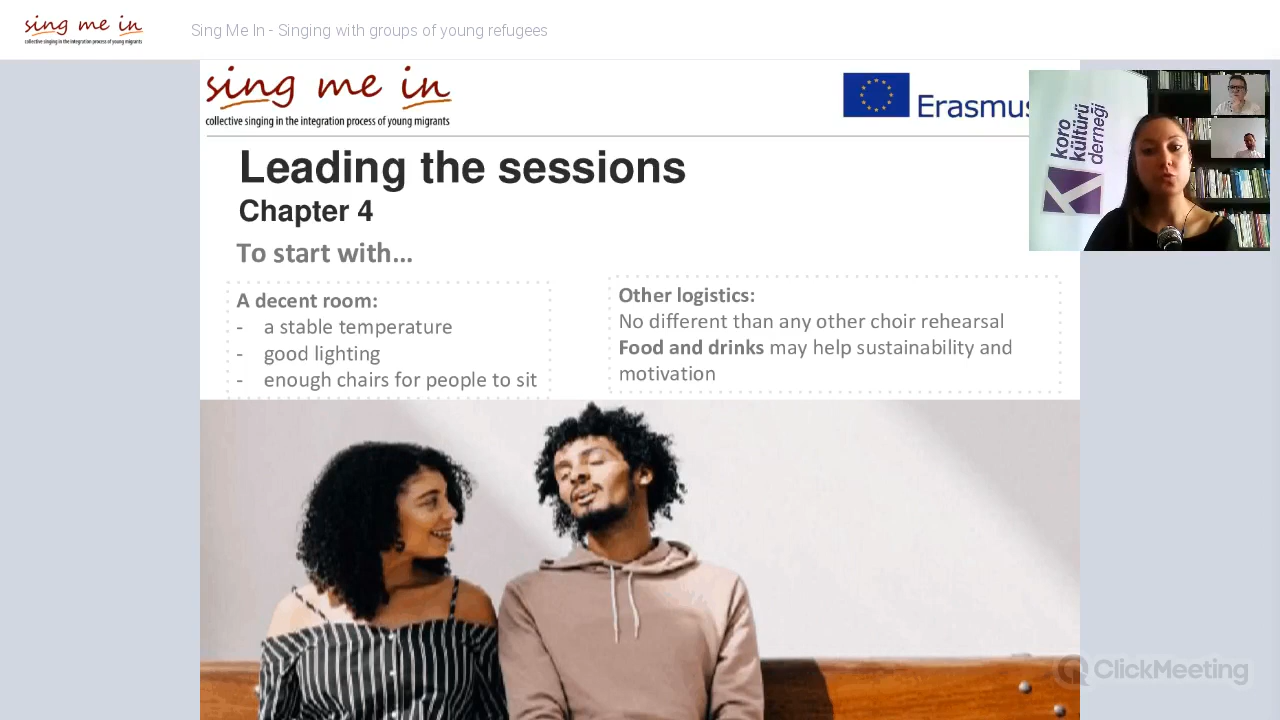 sing me in
collective singing in the integration process of young migrants
Sing Me In - Singing with groups of young refugees
sing me in
collective singing in the integration process of young migrants
Erasmus
koro
kültürü
derneği
Leading the sessions
Chapter 4
To start with...
A decent room:
- a stable temperature
- good lighting
- enough chairs for people to sit
Other logistics:
No different than any other choir rehearsal
Food and drinks may help sustainability and
motivation
ClickMeeting